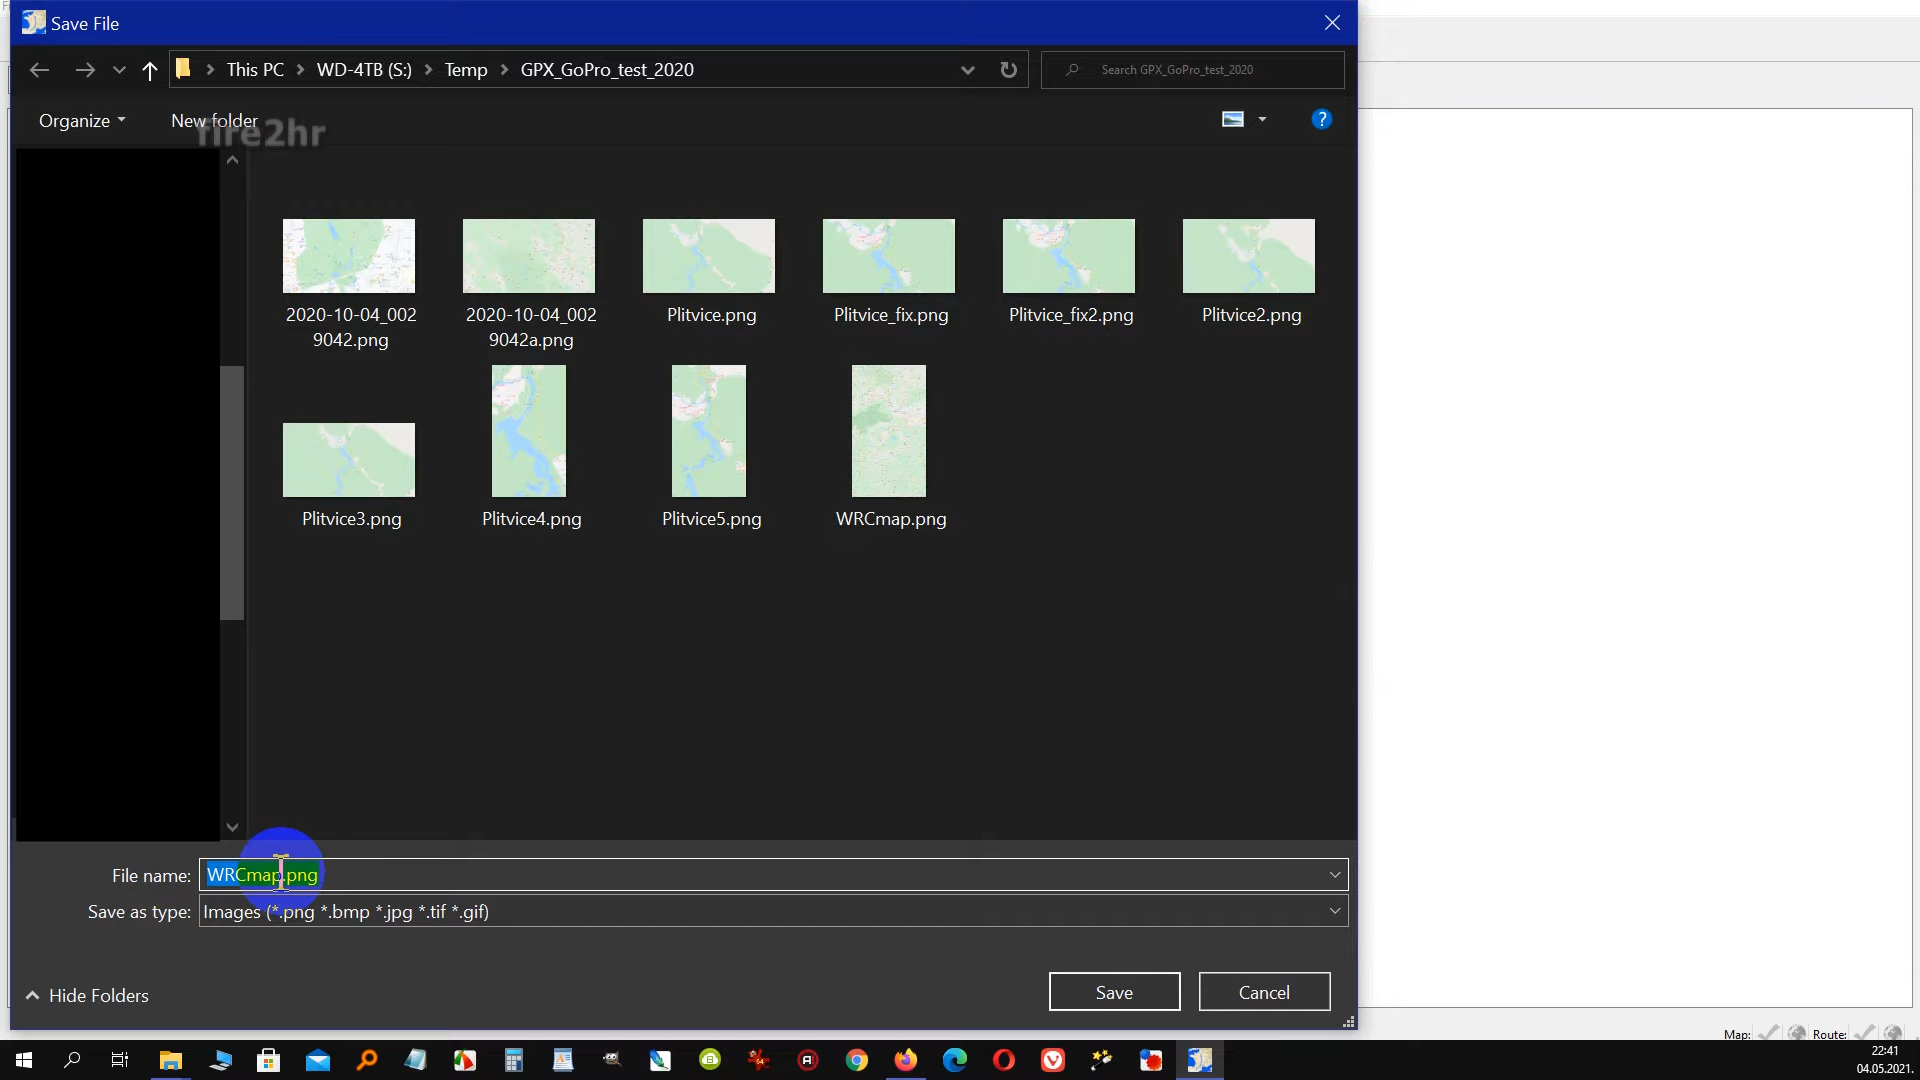 Save File
This PC > WD-4TB (S:) > Temp > GPX_GoPro_test_2020
Search GPX_GoPro_test_2020
Organize
New folder
fire2hr
?
2020-10-04_002
9042.png
2020-10-04_002
9042a.png
Plitvice.png
Plitvice_fix.png
Plitvice_fix2.png
Plitvice2.png
Plitvice3.png
Plitvice4.png
Plitvice5.png
WRCmap.png
File name: WRCmap.png
Save as type: Images (*.png *.bmp *.jpg *.tif *.gif)
Hide Folders
Save
Cancel
Map:
Route:
22:41
04.05.2021.